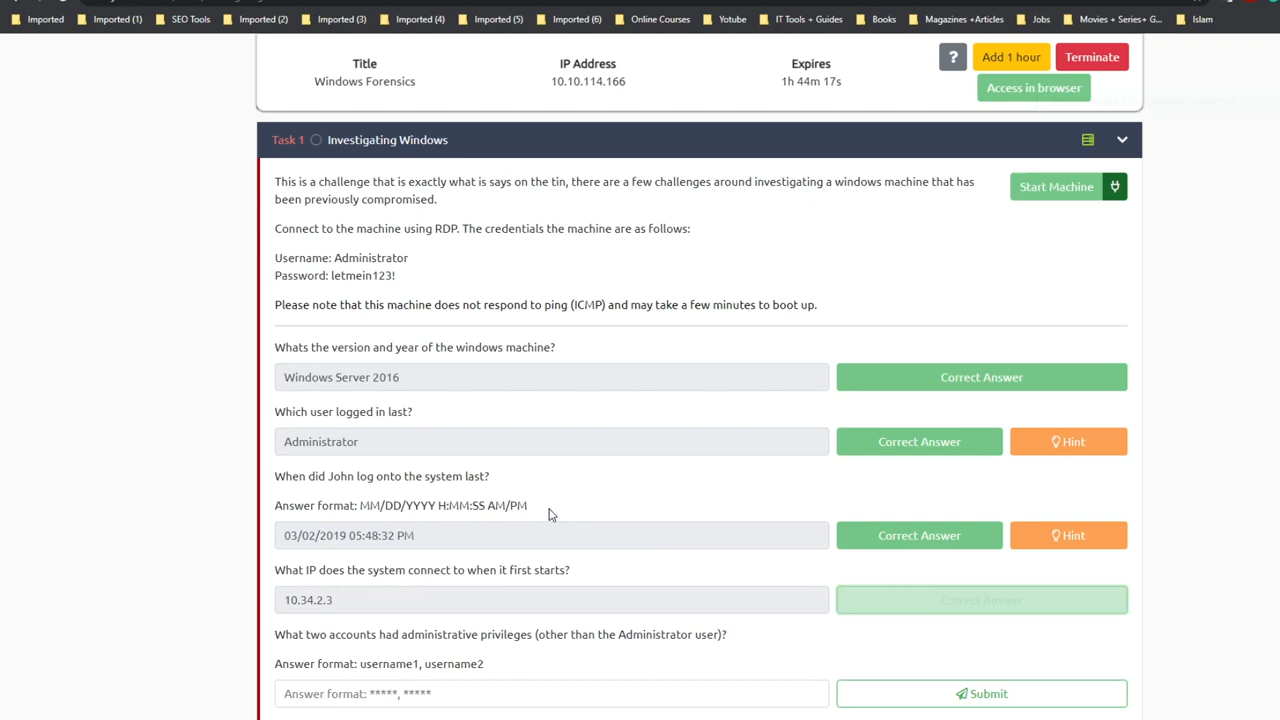 Imported Imported (1) SEO Tools Imported (2) Imported (3) Imported (4) Imported (5) Imported (6) Online Courses Yotube IT Tools + Guides Books Magazines +Articles Jobs Movies + Series+ G... Islam
Title IP Address Expires
Windows Forensics 10.10.114.166 1h 44m 17s
? Add 1 hour Terminate
Access in browser
Task 1 Investigating Windows
This is a challenge that is exactly what is says on the tin, there are a few challenges around investigating a windows machine that has
been previously compromised.
Start Machine
Connect to the machine using RDP. The credentials the machine are as follows:
Username: Administrator
Password: letmein123!
Please note that this machine does not respond to ping (ICMP) and may take a few minutes to boot up.
Whats the version and year of the windows machine?
Windows Server 2016 Correct Answer
Which user logged in last?
Administrator Correct Answer Hint
When did John log onto the system last?
Answer format: MM/DD/YYYY H:MM:SS AM/PM
03/02/2019 05:48:32 PM Correct Answer Hint
What IP does the system connect to when it first starts?
10.34.2.3 Correct Answer
What two accounts had administrative privileges (other than the Administrator user)?
Answer format: username1, username2
Answer format: *****, ***** Submit